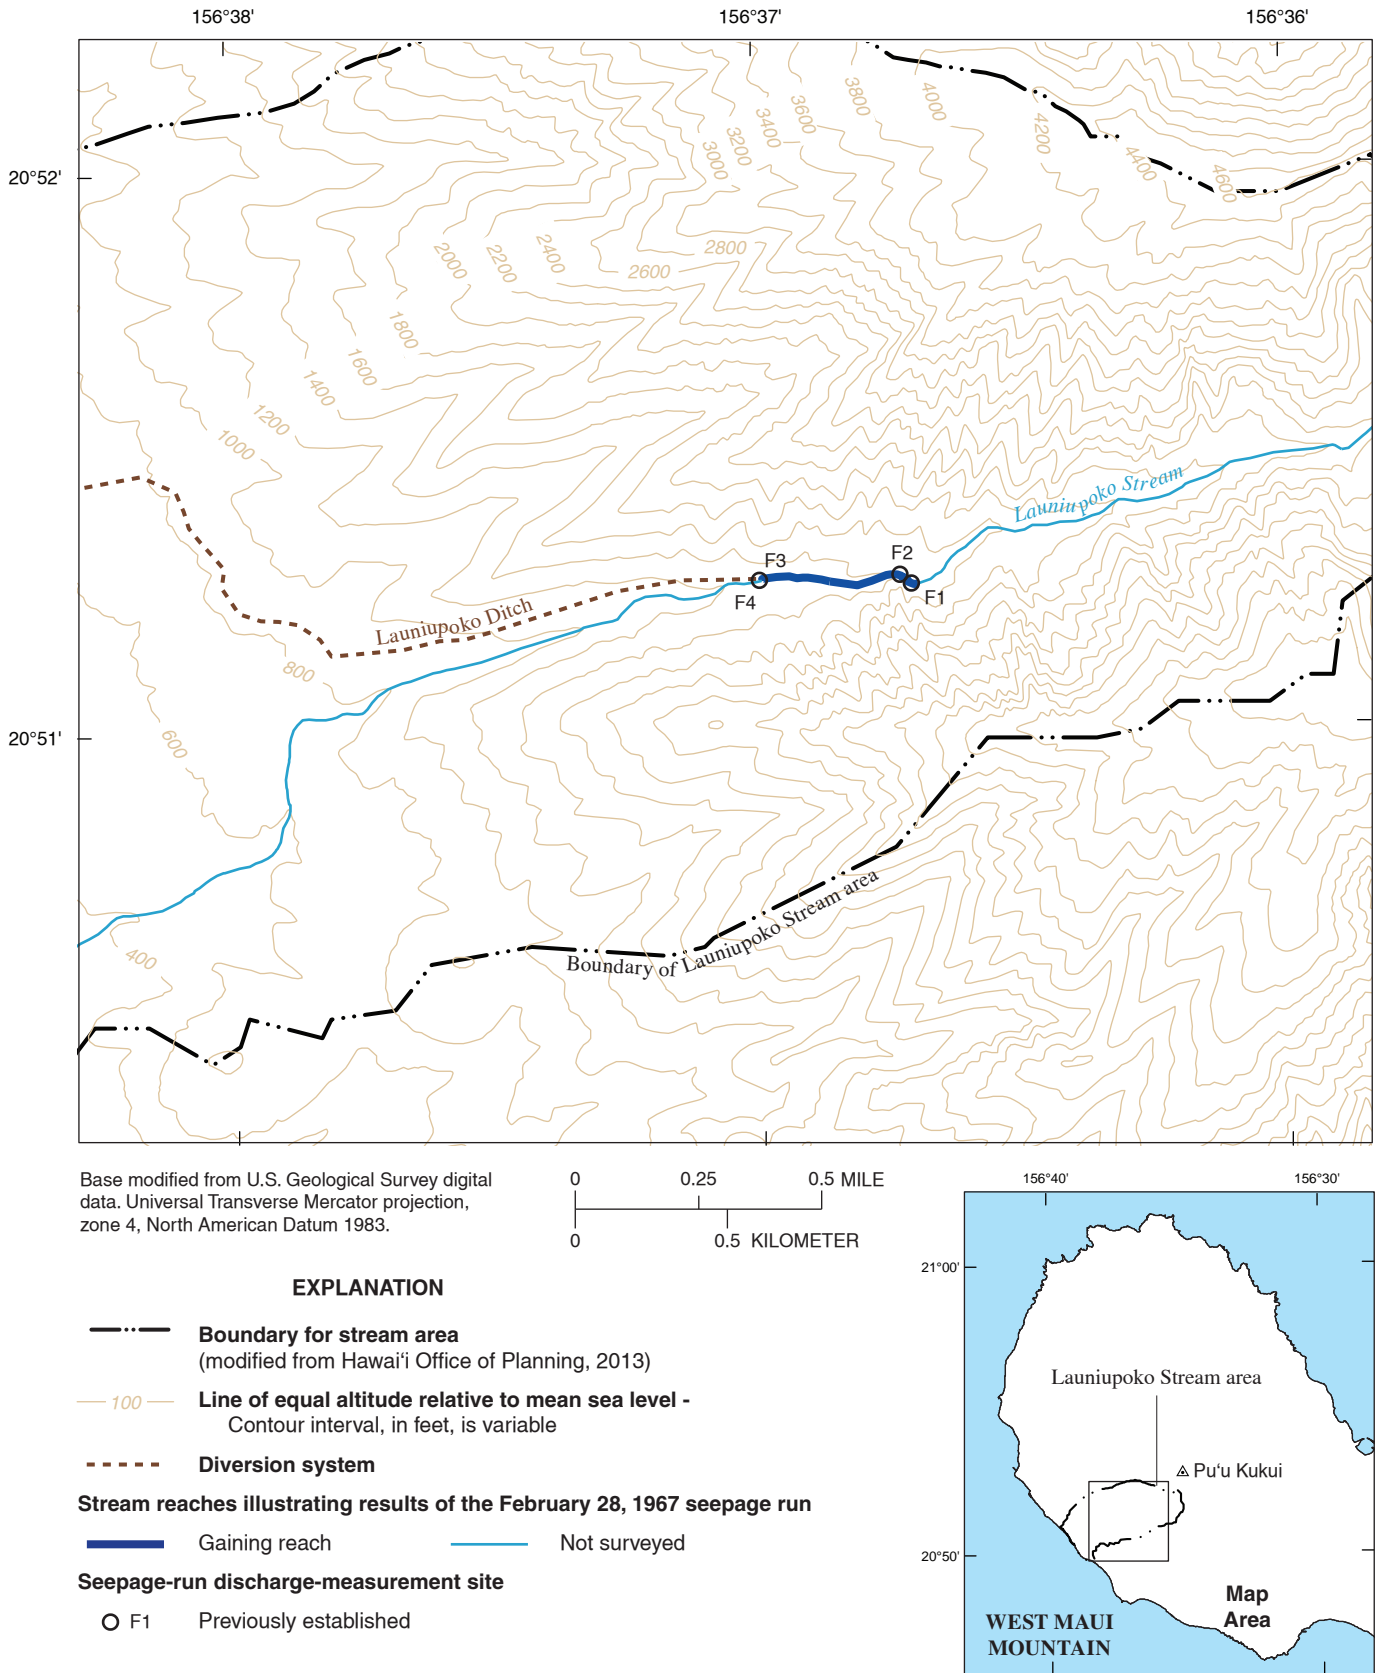 156°38'
156°37'
156°36'
20°52'
20°51'
3000
3200
3400
3600
3800
4000
4200
4400
4600
2000
2200
2400
2600
2800
1800
1600
1400
1200
1000
800
600
400
Launiupoko Stream
F3
F2
F4
F1
Launiupoko Ditch
Boundary of Launiupoko Stream area
Base modified from U.S. Geological Survey digital
data. Universal Transverse Mercator projection,
zone 4, North American Datum 1983.
0 0.25 0.5 MILE
0 0.5 KILOMETER
EXPLANATION
Boundary for stream area
(modified from Hawai‘i Office of Planning, 2013)
100 Line of equal altitude relative to mean sea level -
Contour interval, in feet, is variable
Diversion system
Stream reaches illustrating results of the February 28, 1967 seepage run
Gaining reach Not surveyed
Seepage-run discharge-measurement site
F1 Previously established
156°40' 156°30'
21°00'
20°50'
Launiupoko Stream area
Pu‘u Kukui
Map
Area
WEST MAUI
MOUNTAIN